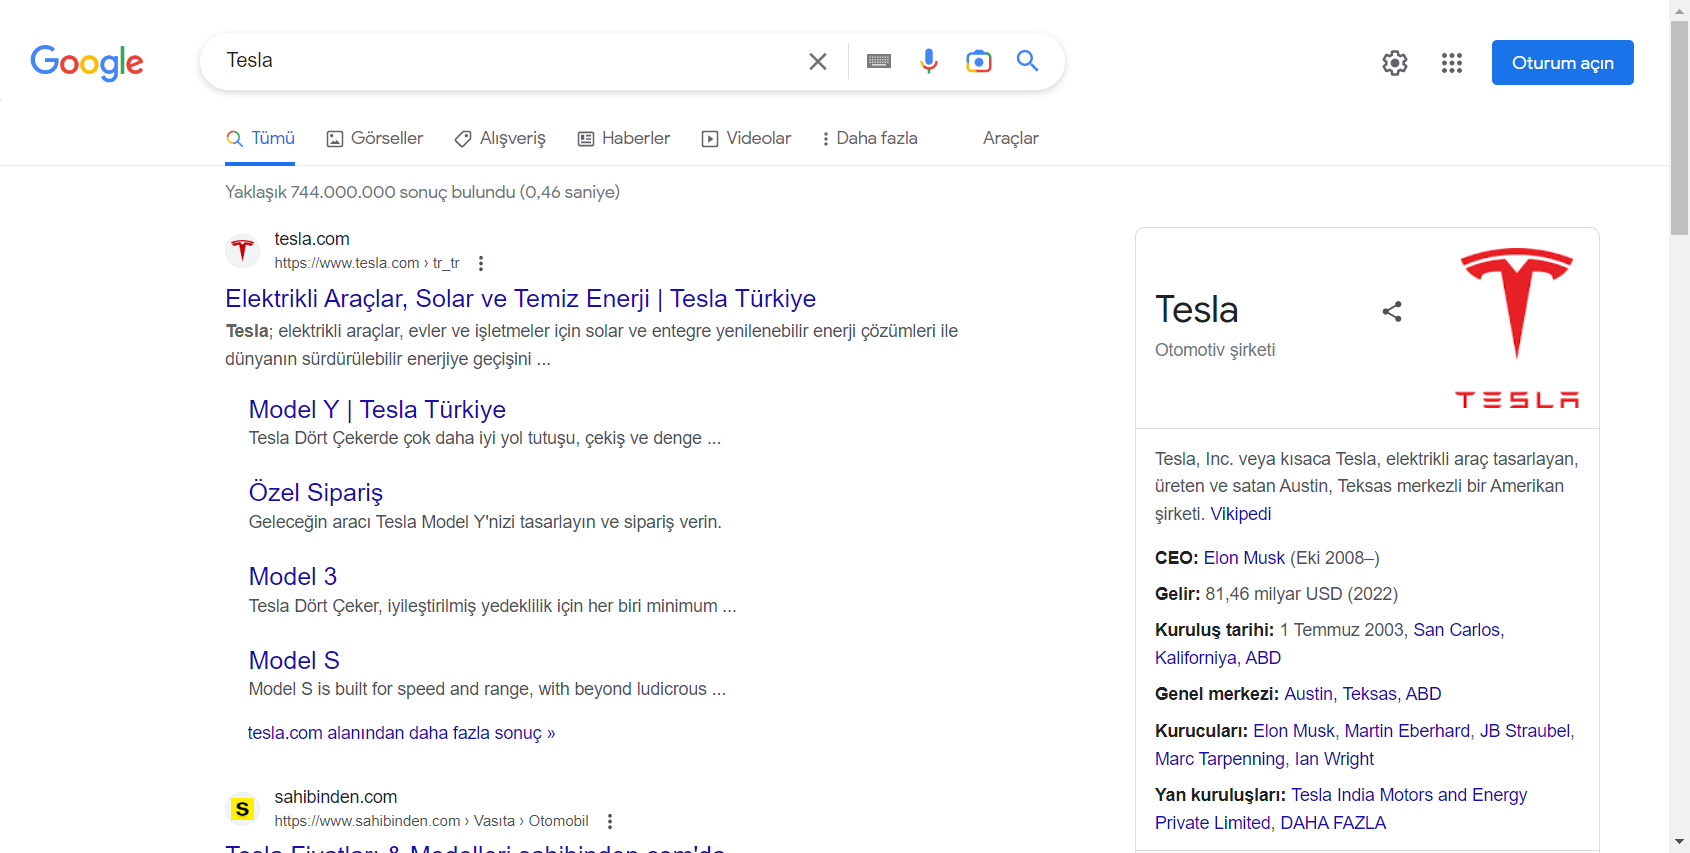 Google
Tesla
Oturum açın
Tümü
Görseller
Alışveriş
Haberler
Videolar
Daha fazla
Araçlar
Yaklaşık 744.000.000 sonuç bulundu (0,46 saniye)
tesla.com
https://www.tesla.com › tr_tr
Elektrikli Araçlar, Solar ve Temiz Enerji | Tesla Türkiye
Tesla; elektrikli araçlar, evler ve işletmeler için solar ve entegre yenilenebilir enerji çözümleri ile
dünyanın sürdürülebilir enerjiye geçişini ...
Model Y | Tesla Türkiye
Tesla Dört Çekerde çok daha iyi yol tutuşu, çekiş ve denge ...
Özel Sipariş
Geleceğin aracı Tesla Model Y'nizi tasarlayın ve sipariş verin.
Model 3
Tesla Dört Çeker, iyileştirilmiş yedeklilik için her biri minimum ...
Model S
Model S is built for speed and range, with beyond ludicrous ...
tesla.com alanından daha fazla sonuç »
S
sahibinden.com
https://www.sahibinden.com › Vasıta › Otomobil
Tesla Fiyatları & Modelleri sahibinden.com'da
Tesla
Otomotiv şirketi
TESLA
Tesla, Inc. veya kısaca Tesla, elektrikli araç tasarlayan,
üreten ve satan Austin, Teksas merkezli bir Amerikan
şirketi. Vikipedi
CEO: Elon Musk (Eki 2008–)
Gelir: 81,46 milyar USD (2022)
Kuruluş tarihi: 1 Temmuz 2003, San Carlos,
Kaliforniya, ABD
Genel merkezi: Austin, Teksas, ABD
Kurucuları: Elon Musk, Martin Eberhard, JB Straubel,
Marc Tarpenning, Ian Wright
Yan kuruluşları: Tesla India Motors and Energy
Private Limited, DAHA FAZLA